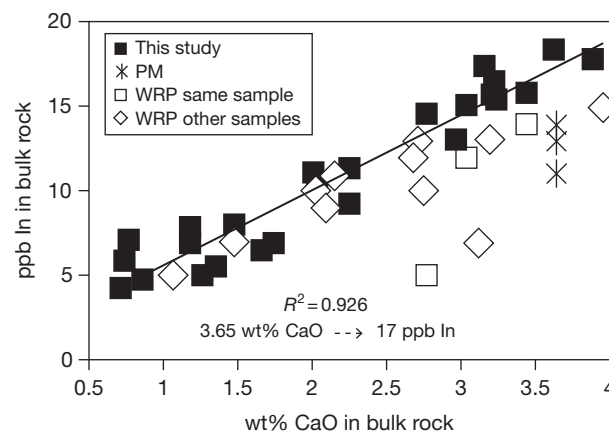 20
15
10
5
0
ppb In in bulk rock
This study
PM
WRP same sample
WRP other samples
R²=0.926
3.65 wt% CaO --> 17 ppb In
0.5 1 1.5 2 2.5 3 3.5 4
wt% CaO in bulk rock